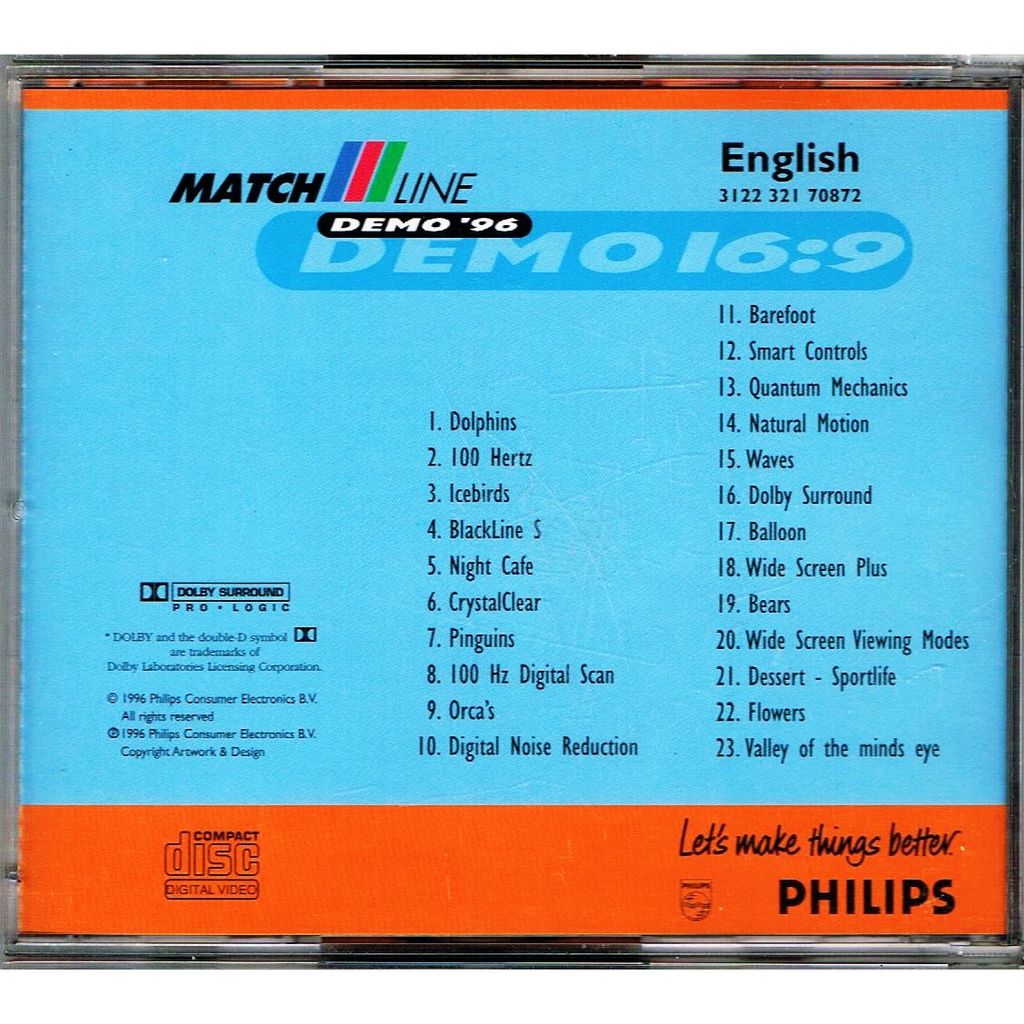 MATCH LINE
DEMO '96
DEMO 16:9
English
3122 321 70872
1. Dolphins
2. 100 Hertz
3. Icebirds
4. BlackLine S
5. Night Cafe
6. CrystalClear
7. Pinguins
8. 100 Hz Digital Scan
9. Orca's
10. Digital Noise Reduction
11. Barefoot
12. Smart Controls
13. Quantum Mechanics
14. Natural Motion
15. Waves
16. Dolby Surround
17. Balloon
18. Wide Screen Plus
19. Bears
20. Wide Screen Viewing Modes
21. Dessert - Sportlife
22. Flowers
23. Valley of the minds eye
DOLBY SURROUND
PRO • LOGIC
* DOLBY and the double-D symbol
are trademarks of
Dolby Laboratories Licensing Corporation.
© 1996 Philips Consumer Electronics B.V.
All rights reserved
℗ 1996 Philips Consumer Electronics B.V.
Copyright Artwork & Design
COMPACT
disc
DIGITAL VIDEO
Let's make things better.
PHILIPS
PHILIPS